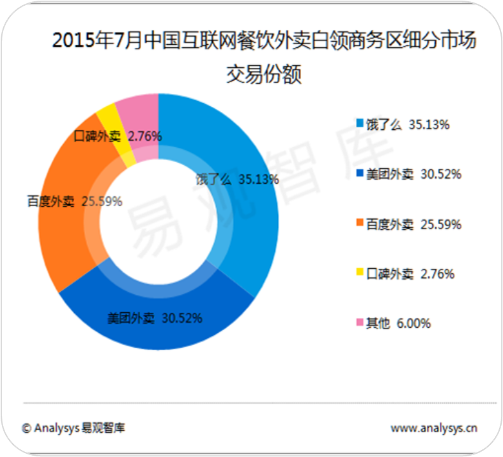 2015年7月中国互联网餐饮外卖白领商务区细分市场
交易份额
口碑外卖 2.76%
饿了么 35.13%
百度外卖 25.59%
美团外卖 30.52%
易观智库
饿了么 35.13%
美团外卖 30.52%
百度外卖 25.59%
口碑外卖 2.76%
其他 6.00%
© Analysys 易观智库
www.analysys.cn